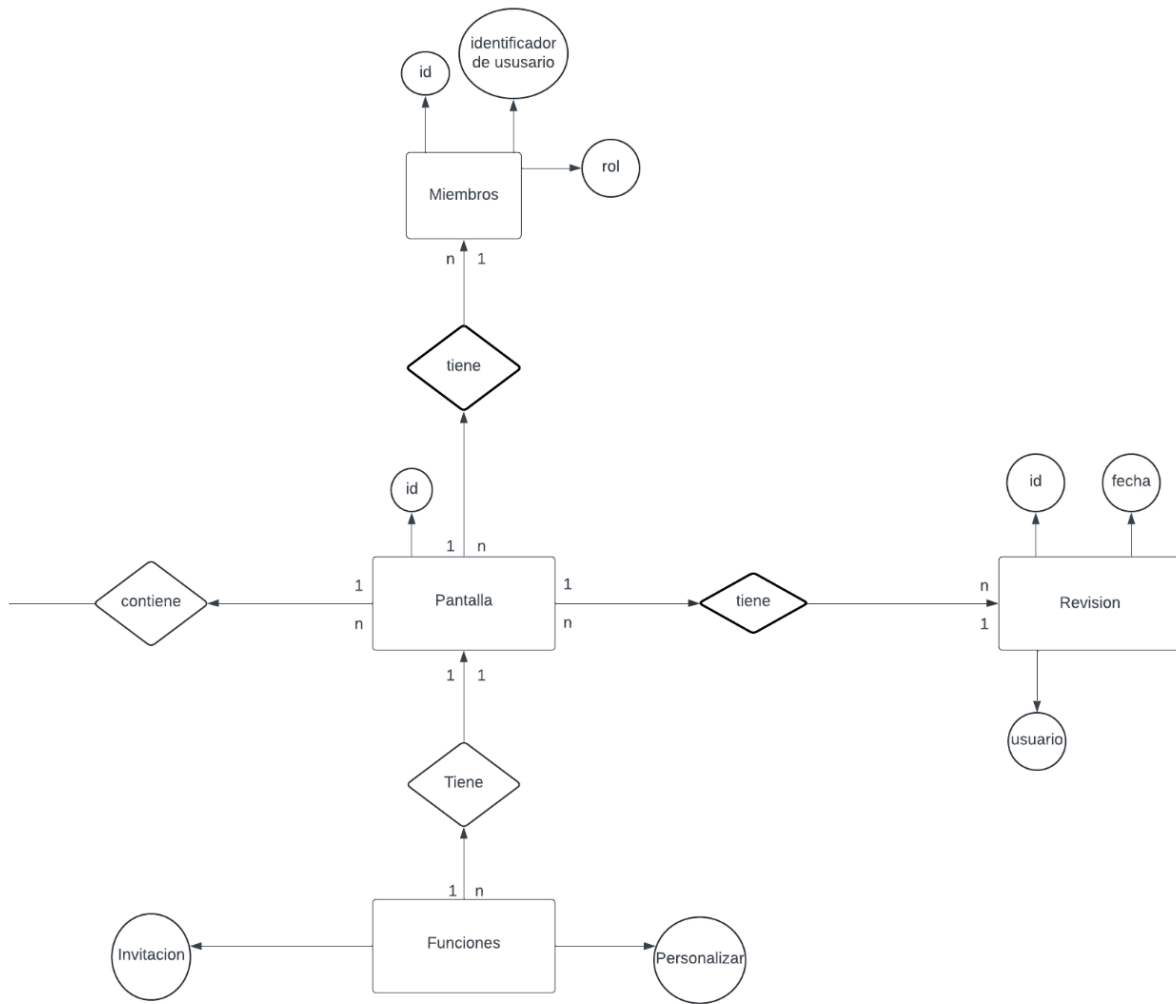 identificador
de ususario
id
rol
Miembros
n 1
tiene
id
1 n
id
fecha
contiene
1
n
Pantalla
1
n
tiene
n
1
Revision
1 1
usuario
Tiene
1 n
Invitacion
Funciones
Personalizar